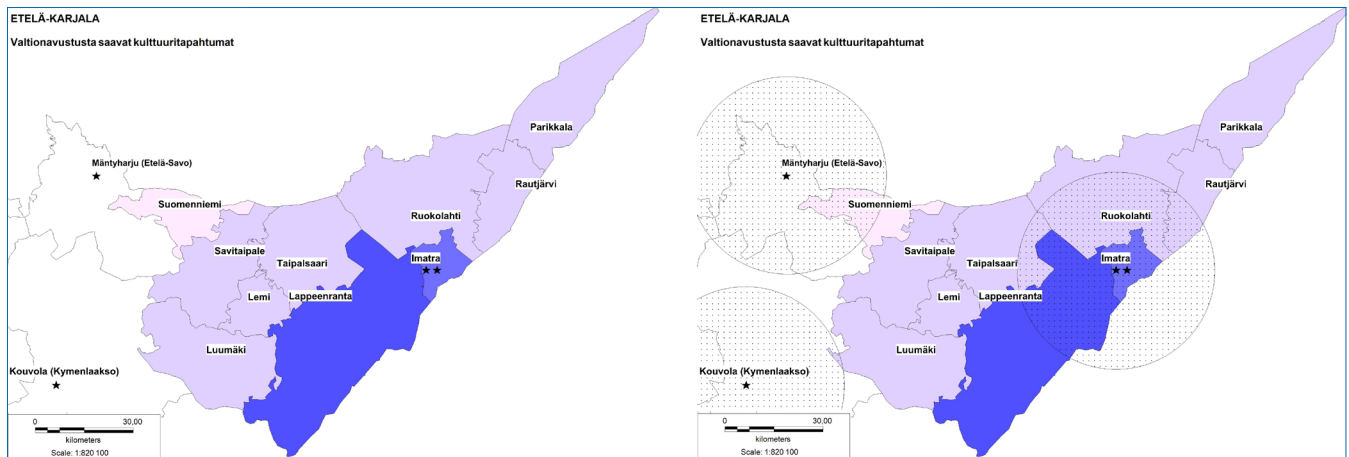 ETELÄ-KARJALA
Valtionavustusta saavat kulttuuritapahtumat
Parikkala
Mäntyharju (Etelä-Savo)
Rautjärvi
Suomenniemi
Ruokolahti
Savitaipale
Imatra
Taipalsaari
Lemi
Lappeenranta
Luumäki
Kouvola (Kymenlaakso)
0 30,00
kilometers
Scale: 1:820 100
ETELÄ-KARJALA
Valtionavustusta saavat kulttuuritapahtumat
Parikkala
Mäntyharju (Etelä-Savo)
Rautjärvi
Suomenniemi
Ruokolahti
Savitaipale
Imatra
Taipalsaari
Lemi
Lappeenranta
Luumäki
Kouvola (Kymenlaakso)
0 30,00
kilometers
Scale: 1:820 100